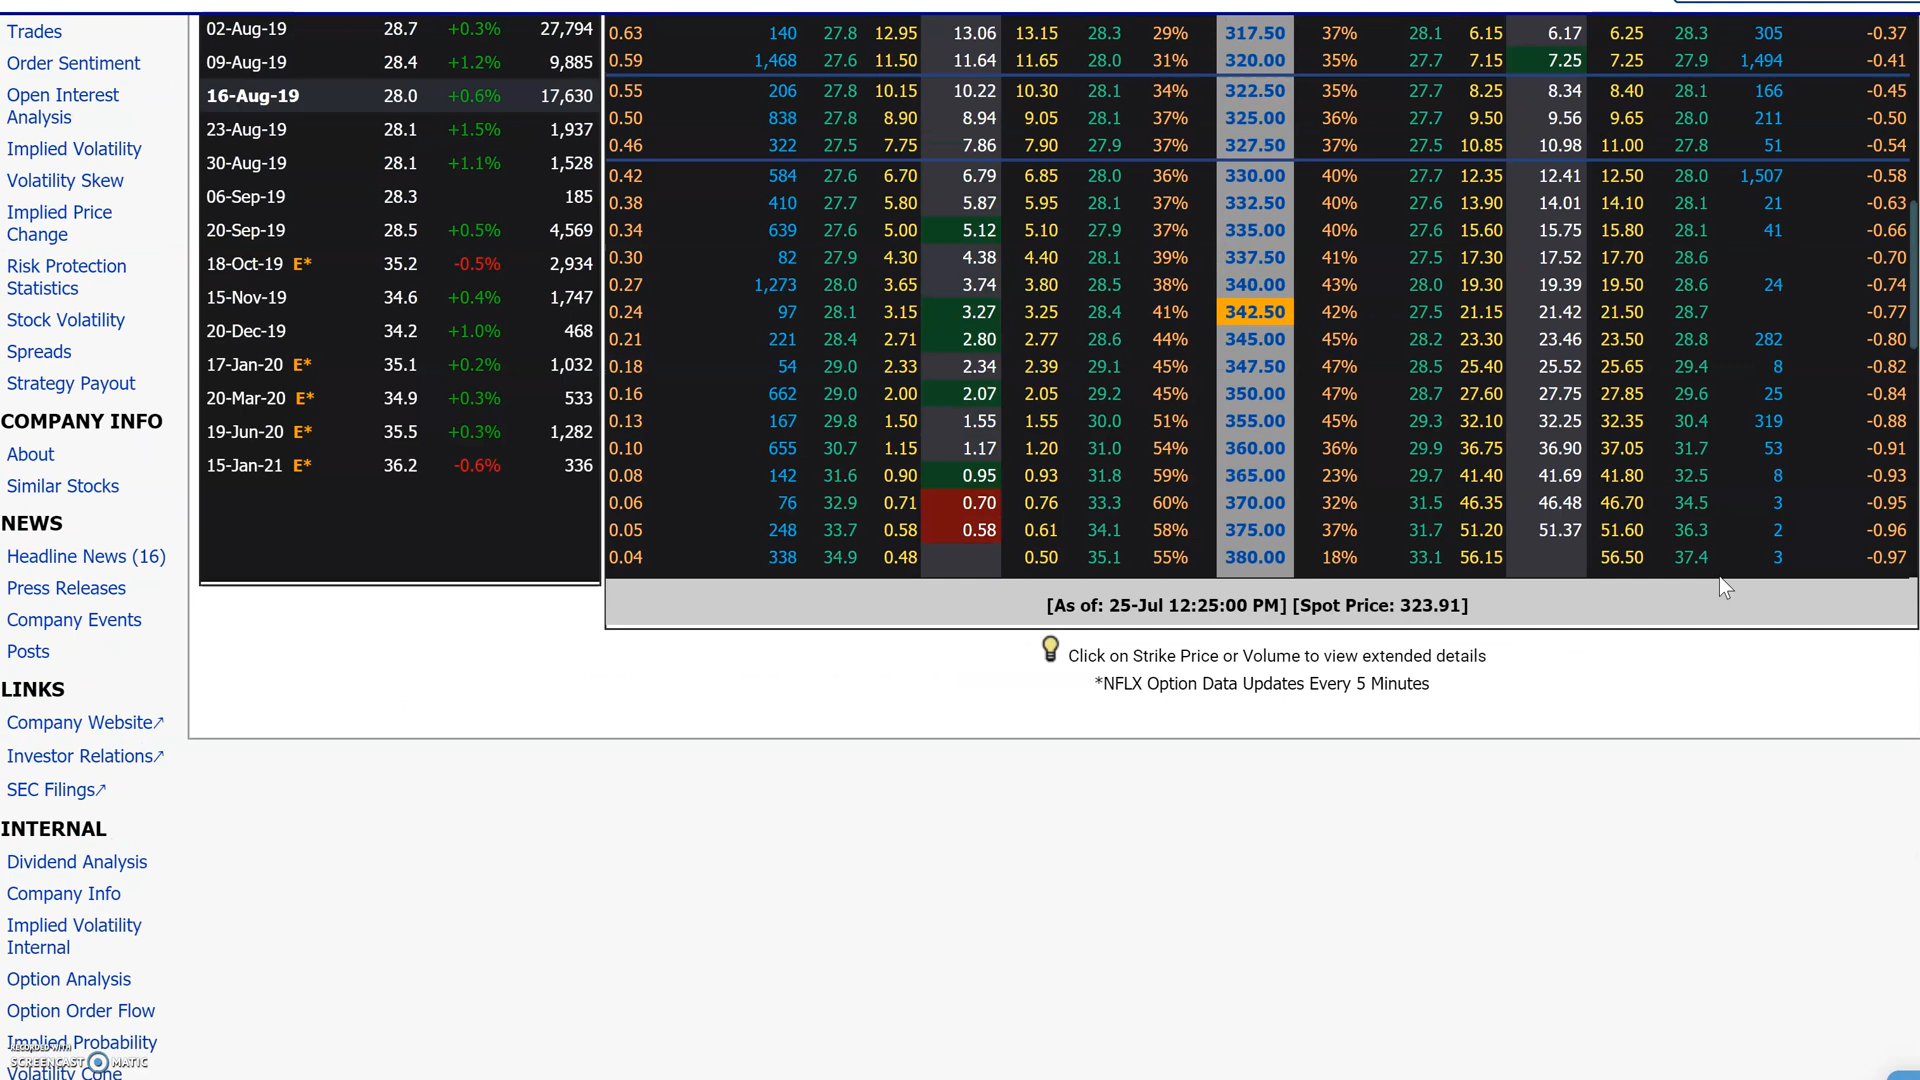 Trades
Order Sentiment
Open Interest
Analysis
Implied Volatility
Volatility Skew
Implied Price
Change
Risk Protection
Statistics
Stock Volatility
Spreads
Strategy Payout
COMPANY INFO
About
Similar Stocks
NEWS
Headline News (16)
Press Releases
Company Events
Posts
LINKS
Company Website↗
Investor Relations↗
SEC Filings↗
INTERNAL
Dividend Analysis
Company Info
Implied Volatility
Internal
Option Analysis
Option Order Flow
Implied Probability
Volatility Cone
RECORDED WITH
SCREENCAST MATIC
02-Aug-19 28.7 +0.3% 27,794
09-Aug-19 28.4 +1.2% 9,885
16-Aug-19 28.0 +0.6% 17,630
23-Aug-19 28.1 +1.5% 1,937
30-Aug-19 28.1 +1.1% 1,528
06-Sep-19 28.3 185
20-Sep-19 28.5 +0.5% 4,569
18-Oct-19 E* 35.2 -0.5% 2,934
15-Nov-19 34.6 +0.4% 1,747
20-Dec-19 34.2 +1.0% 468
17-Jan-20 E* 35.1 +0.2% 1,032
20-Mar-20 E* 34.9 +0.3% 533
19-Jun-20 E* 35.5 +0.3% 1,282
15-Jan-21 E* 36.2 -0.6% 336
0.63 140 27.8 12.95 13.06 13.15 28.3 29% 317.50 37% 28.1 6.15 6.17 6.25 28.3 305 -0.37
0.59 1,468 27.6 11.50 11.64 11.65 28.0 31% 320.00 35% 27.7 7.15 7.25 7.25 27.9 1,494 -0.41
0.55 206 27.8 10.15 10.22 10.30 28.1 34% 322.50 35% 27.7 8.25 8.34 8.40 28.1 166 -0.45
0.50 838 27.8 8.90 8.94 9.05 28.1 37% 325.00 36% 27.7 9.50 9.56 9.65 28.0 211 -0.50
0.46 322 27.5 7.75 7.86 7.90 27.9 37% 327.50 37% 27.5 10.85 10.98 11.00 27.8 51 -0.54
0.42 584 27.6 6.70 6.79 6.85 28.0 36% 330.00 40% 27.7 12.35 12.41 12.50 28.0 1,507 -0.58
0.38 410 27.7 5.80 5.87 5.95 28.1 37% 332.50 40% 27.6 13.90 14.01 14.10 28.1 21 -0.63
0.34 639 27.6 5.00 5.12 5.10 27.9 37% 335.00 40% 27.6 15.60 15.75 15.80 28.1 41 -0.66
0.30 82 27.9 4.30 4.38 4.40 28.1 39% 337.50 41% 27.5 17.30 17.52 17.70 28.6 -0.70
0.27 1,273 28.0 3.65 3.74 3.80 28.5 38% 340.00 43% 28.0 19.30 19.39 19.50 28.6 24 -0.74
0.24 97 28.1 3.15 3.27 3.25 28.4 41% 342.50 42% 27.5 21.15 21.42 21.50 28.7 -0.77
0.21 221 28.4 2.71 2.80 2.77 28.6 44% 345.00 45% 28.2 23.30 23.46 23.50 28.8 282 -0.80
0.18 54 29.0 2.33 2.34 2.39 29.1 45% 347.50 47% 28.5 25.40 25.52 25.65 29.4 8 -0.82
0.16 662 29.0 2.00 2.07 2.05 29.2 45% 350.00 36% 28.7 27.60 27.75 27.85 29.6 25 -0.84
0.13 167 29.8 1.50 1.55 1.55 30.0 51% 355.00 45% 29.3 32.10 32.25 32.35 30.4 319 -0.88
0.10 655 30.7 1.15 1.17 1.20 31.0 54% 360.00 36% 29.9 36.75 36.90 37.05 31.7 53 -0.91
0.08 142 31.6 0.90 0.95 0.93 31.8 59% 365.00 23% 29.7 41.40 41.69 41.80 32.5 8 -0.93
0.06 76 32.9 0.71 0.70 0.76 33.3 60% 370.00 32% 31.5 46.35 46.48 46.70 34.5 3 -0.95
0.05 248 33.7 0.58 0.58 0.61 34.1 58% 375.00 37% 31.7 51.20 51.37 51.60 36.3 2 -0.96
0.04 338 34.9 0.48 0.50 35.1 55% 380.00 18% 33.1 56.15 56.50 37.4 3 -0.97
[As of: 25-Jul 12:25:00 PM] [Spot Price: 323.91]
Click on Strike Price or Volume to view extended details
*NFLX Option Data Updates Every 5 Minutes